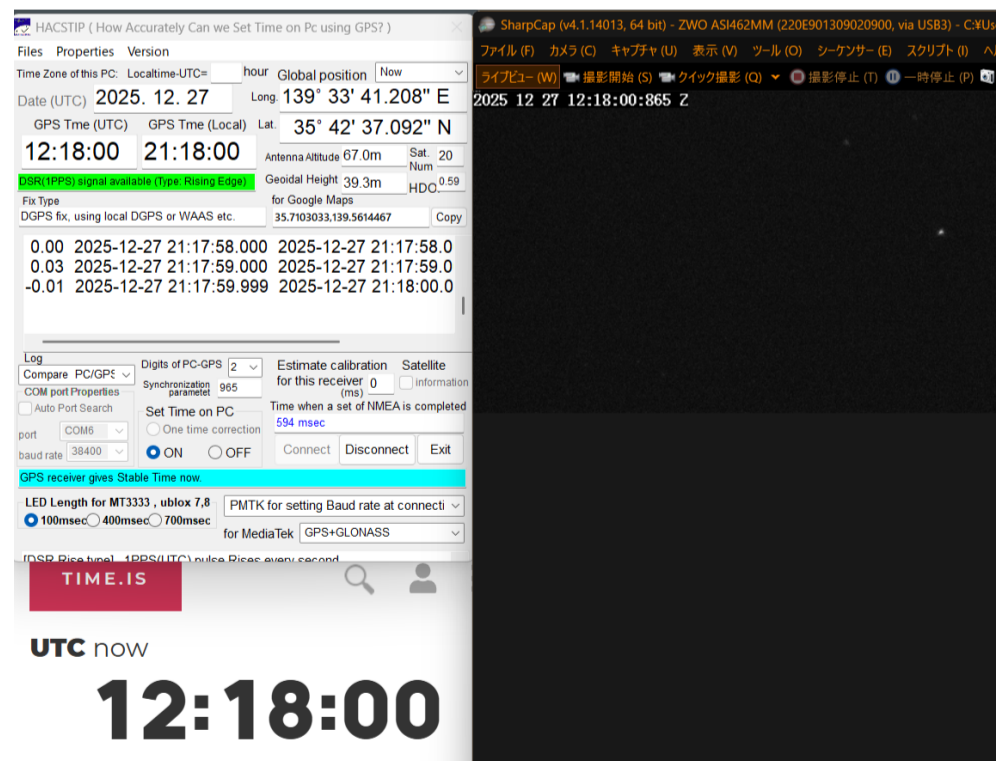 HACSTIP ( How Accurately Can we Set Time on Pc using GPS? )
Files Properties Version
Time Zone of this PC: Localtime-UTC= hour
Global position Now
Date (UTC) 2025. 12. 27
Long. 139° 33' 41.208" E
GPS Tme (UTC) GPS Tme (Local)
Lat. 35° 42' 37.092" N
12:18:00 21:18:00
Antenna Altitude 67.0m Sat. Num 20
DSR(1PPS) signal available (Type: Rising Edge)
Geoidal Height 39.3m HDO. 0.59
Fix Type
for Google Maps
DGPS fix, using local DGPS or WAAS etc.
35.7103033,139.5614467 Copy
0.00 2025-12-27 21:17:58.000 2025-12-27 21:17:58.0
0.03 2025-12-27 21:17:59.000 2025-12-27 21:17:59.0
-0.01 2025-12-27 21:17:59.999 2025-12-27 21:18:00.0
Log
Compare PC/GPS
Digits of PC-GPS 2
Estimate calibration
for this receiver 0
(ms)
Satellite
information
COM port Properties
Synchronization
parametet 965
Auto Port Search
Set Time on PC
Time when a set of NMEA is completed
594 msec
port COM6
One time correction
baud rate 38400
ON OFF
Connect Disconnect Exit
GPS receiver gives Stable Time now.
LED Length for MT3333 , ublox 7,8
100msec 400msec 700msec
PMTK for setting Baud rate at connecti
for MediaTek GPS+GLONASS
[DSR Rise type] 1PPS(UTC) pulse Rises every second
TIME.IS
UTC now
12:18:00
SharpCap (v4.1.14013, 64 bit) - ZWO ASI462MM (220E901309020900, via USB3) - C:¥Us
ファイル (F) カメラ (C) キャプチャ (U) 表示 (V) ツール (O) シーケンサー (E) スクリプト (I) ヘ
ライブビュー (W) 撮影開始 (S) クイック撮影 (Q) 撮影停止 (T) 一時停止 (P)
2025 12 27 12:18:00:865 Z